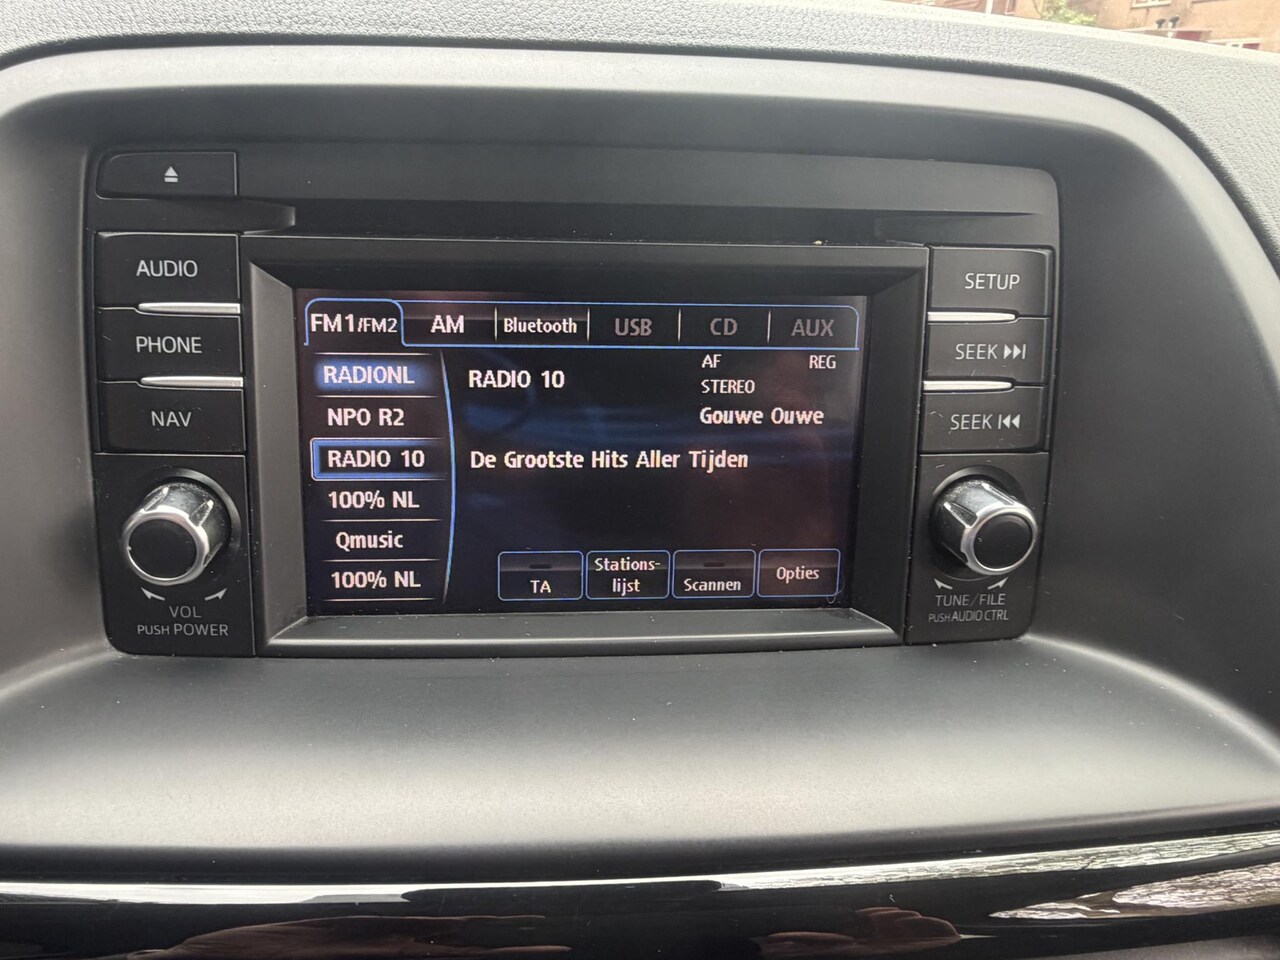 AUDIO
PHONE
NAV
VOL
PUSH POWER
FM1/FM2 AM Bluetooth USB CD AUX
RADIONL
NPO R2
RADIO 10
100% NL
Qmusic
100% NL
RADIO 10
AF REG
STEREO
Gouwe Ouwe
De Grootste Hits Aller Tijden
TA
Stations-
lijst
Scannen
Opties
SETUP
SEEK
SEEK
TUNE/FILE
PUSH AUDIO CTRL